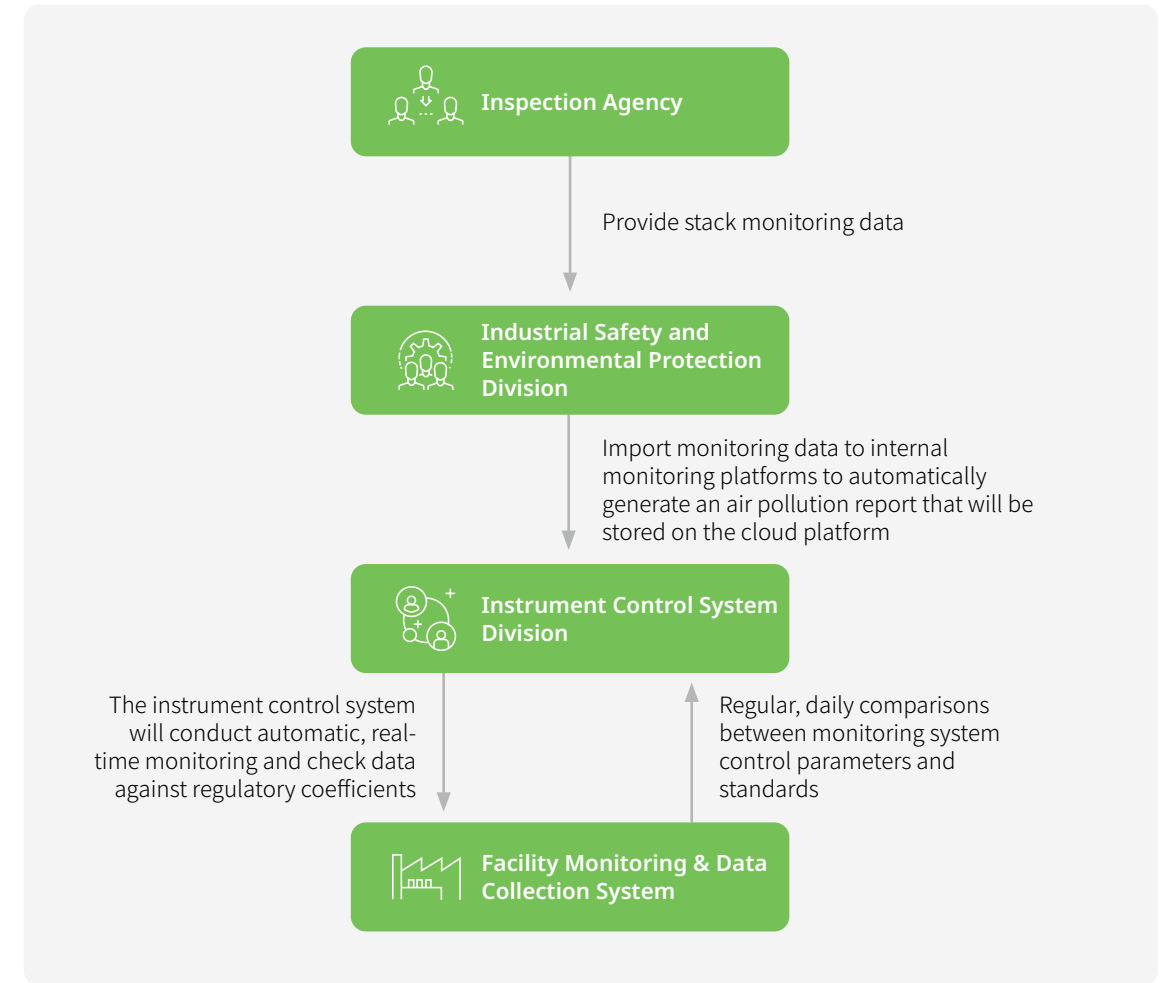 Inspection Agency
Provide stack monitoring data
Industrial Safety and
Environmental Protection
Division
Import monitoring data to internal
monitoring platforms to automatically
generate an air pollution report that will be
stored on the cloud platform
Instrument Control System
Division
The instrument control system
will conduct automatic, real-
time monitoring and check data
against regulatory coefficients
Regular, daily comparisons
between monitoring system
control parameters and
standards
Facility Monitoring & Data
Collection System